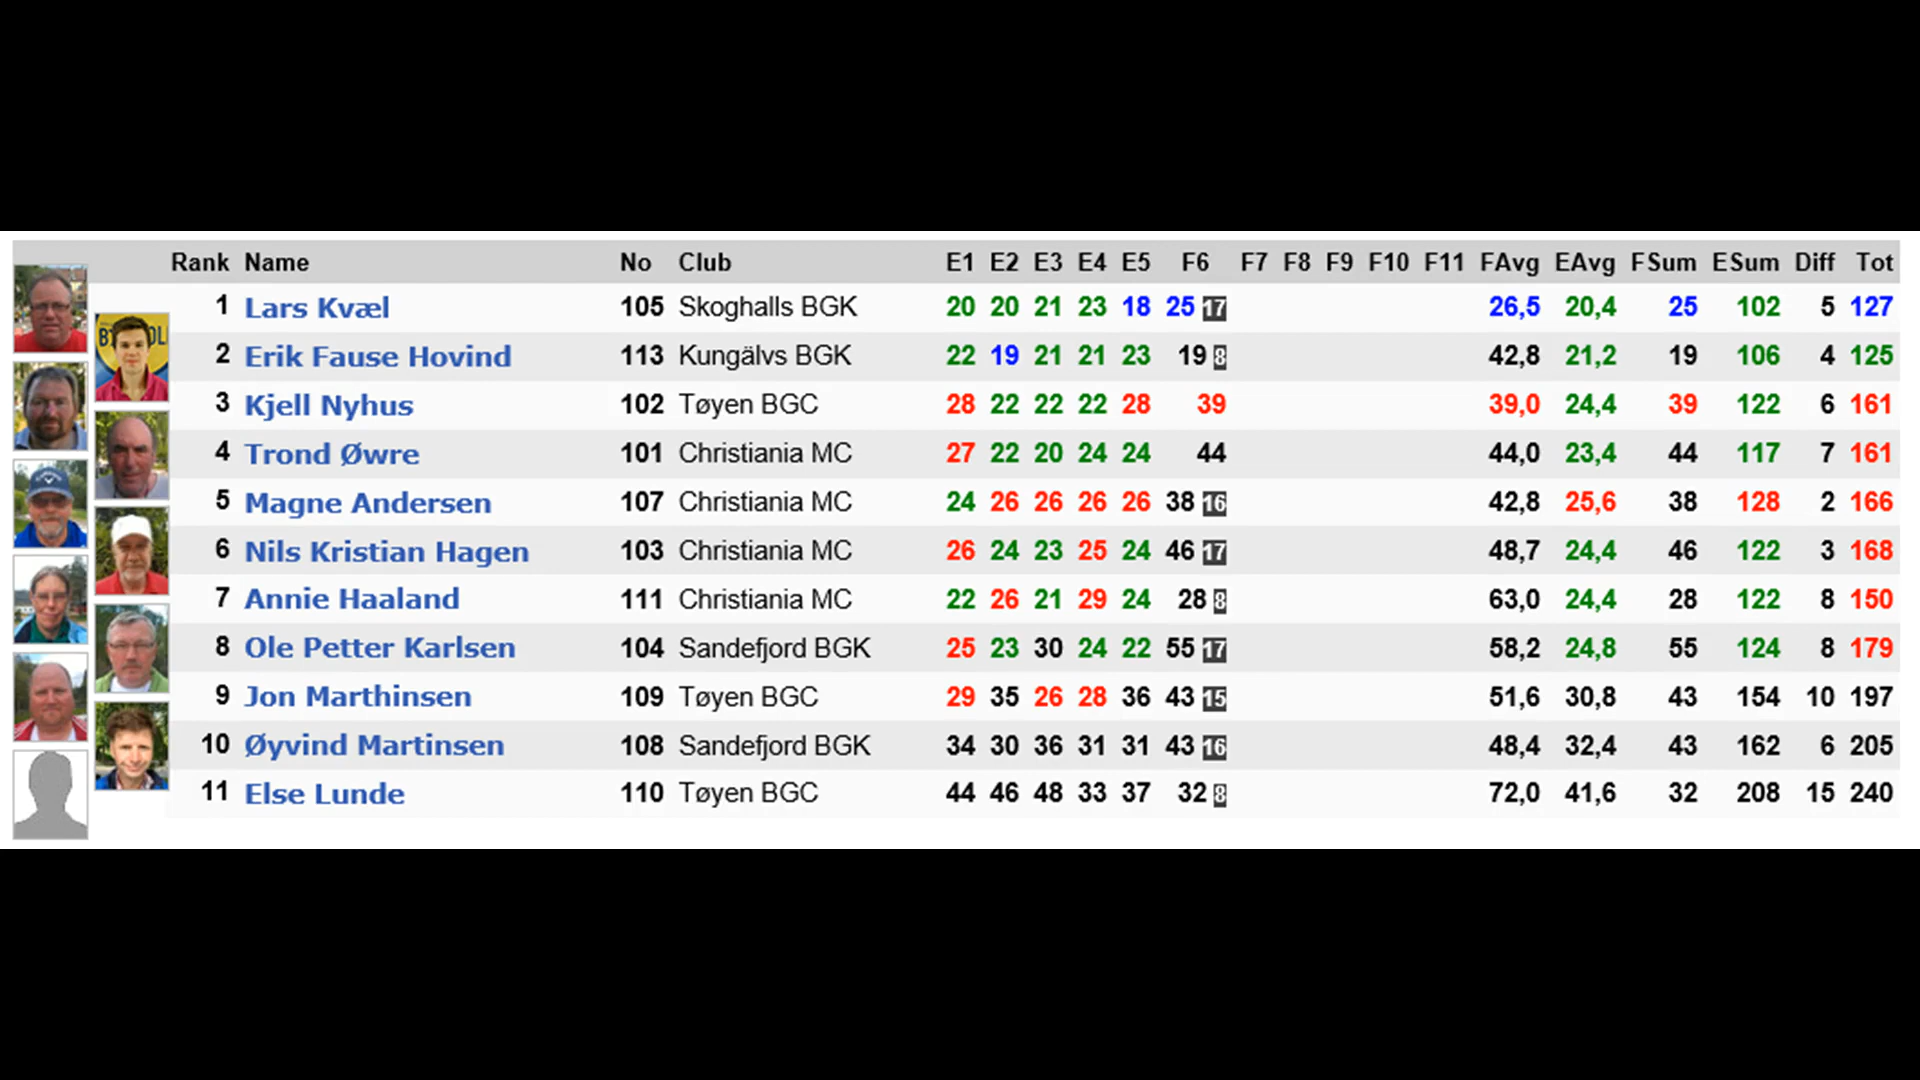 Rank Name No Club E1 E2 E3 E4 E5 F6 F7 F8 F9 F10 F11 FAvg EAvg FSum ESum Diff Tot
1 Lars Kvæl 105 Skoghalls BGK 20 20 21 23 18 25 17 26,5 20,4 25 102 5 127
2 Erik Fause Hovind 113 Kungälvs BGK 22 19 21 21 23 19 8 42,8 21,2 19 106 4 125
3 Kjell Nyhus 102 Tøyen BGC 28 22 22 22 28 39 39,0 24,4 39 122 6 161
4 Trond Øwre 101 Christiania MC 27 22 20 24 24 44 44,0 23,4 44 117 7 161
5 Magne Andersen 107 Christiania MC 24 26 26 26 26 38 16 42,8 25,6 38 128 2 166
6 Nils Kristian Hagen 103 Christiania MC 26 24 23 25 24 46 17 48,7 24,4 46 122 3 168
7 Annie Haaland 111 Christiania MC 22 26 21 29 24 28 8 63,0 24,4 28 122 8 150
8 Ole Petter Karlsen 104 Sandefjord BGK 25 23 30 24 22 55 17 58,2 24,8 55 124 8 179
9 Jon Marthinsen 109 Tøyen BGC 29 35 26 28 36 43 15 51,6 30,8 43 154 10 197
10 Øyvind Martinsen 108 Sandefjord BGK 34 30 36 31 31 43 16 48,4 32,4 43 162 6 205
11 Else Lunde 110 Tøyen BGC 44 46 48 33 37 32 8 72,0 41,6 32 208 15 240